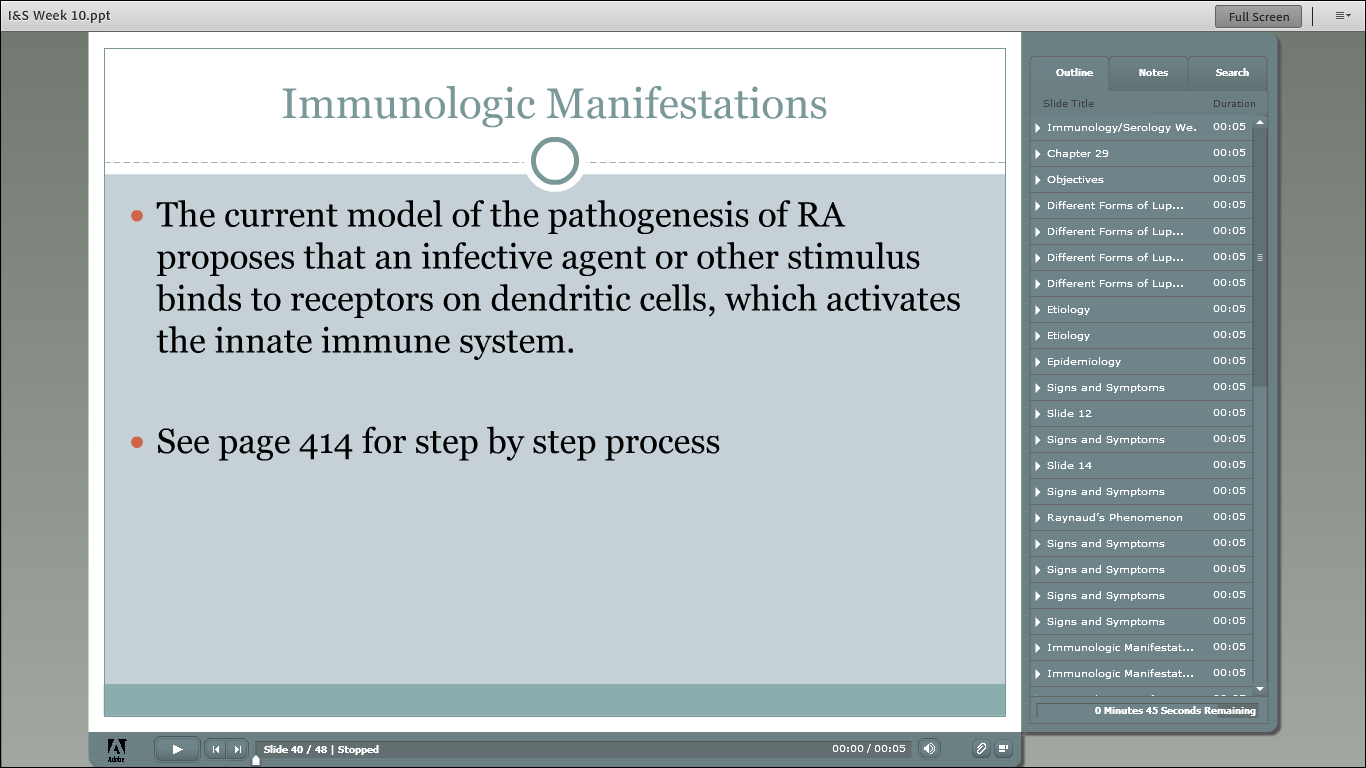 I&S Week 10.ppt
Full Screen
Immunologic Manifestations
The current model of the pathogenesis of RA
proposes that an infective agent or other stimulus
binds to receptors on dendritic cells, which activates
the innate immune system.
See page 414 for step by step process
Outline Notes Search
Slide Title Duration
Immunology/Serology We. 00:05
Chapter 29 00:05
Objectives 00:05
Different Forms of Lup... 00:05
Different Forms of Lup... 00:05
Different Forms of Lup... 00:05
Different Forms of Lup... 00:05
Etiology 00:05
Etiology 00:05
Epidemiology 00:05
Signs and Symptoms 00:05
Slide 12 00:05
Signs and Symptoms 00:05
Slide 14 00:05
Signs and Symptoms 00:05
Raynaud’s Phenomenon 00:05
Signs and Symptoms 00:05
Signs and Symptoms 00:05
Signs and Symptoms 00:05
Signs and Symptoms 00:05
Immunologic Manifestat... 00:05
Immunologic Manifestat... 00:05
0 Minutes 45 Seconds Remaining
Adobe
Slide 40 / 48 | Stopped
00:00 / 00:05